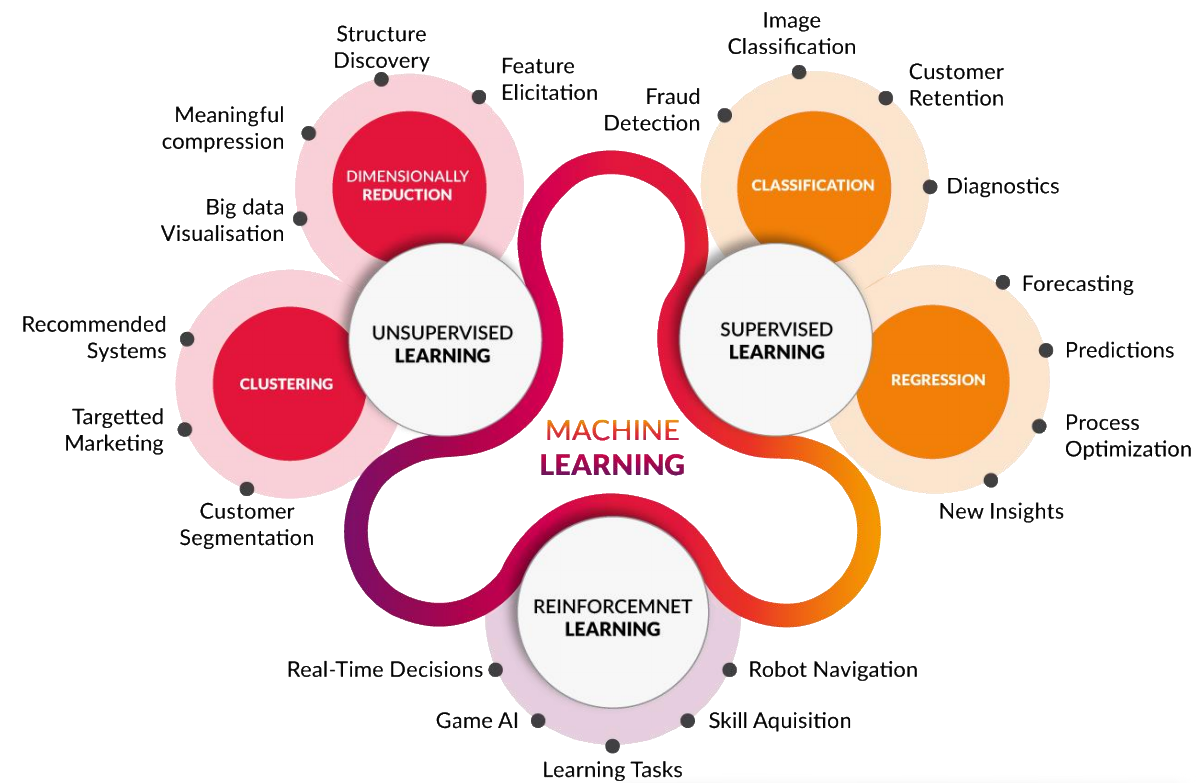 Structure
Discovery
Feature
Elicitation
Meaningful
compression
Big data
Visualisation
DIMENSIONALLY
REDUCTION
Recommended
Systems
Targetted
Marketing
Customer
Segmentation
CLUSTERING
UNSUPERVISED
LEARNING
Image
Classification
Customer
Retention
Fraud
Detection
Diagnostics
CLASSIFICATION
SUPERVISED
LEARNING
Forecasting
Predictions
Process
Optimization
New Insights
REGRESSION
MACHINE
LEARNING
REINFORCEMNET
LEARNING
Real-Time Decisions
Game AI
Learning Tasks
Skill Aquisition
Robot Navigation